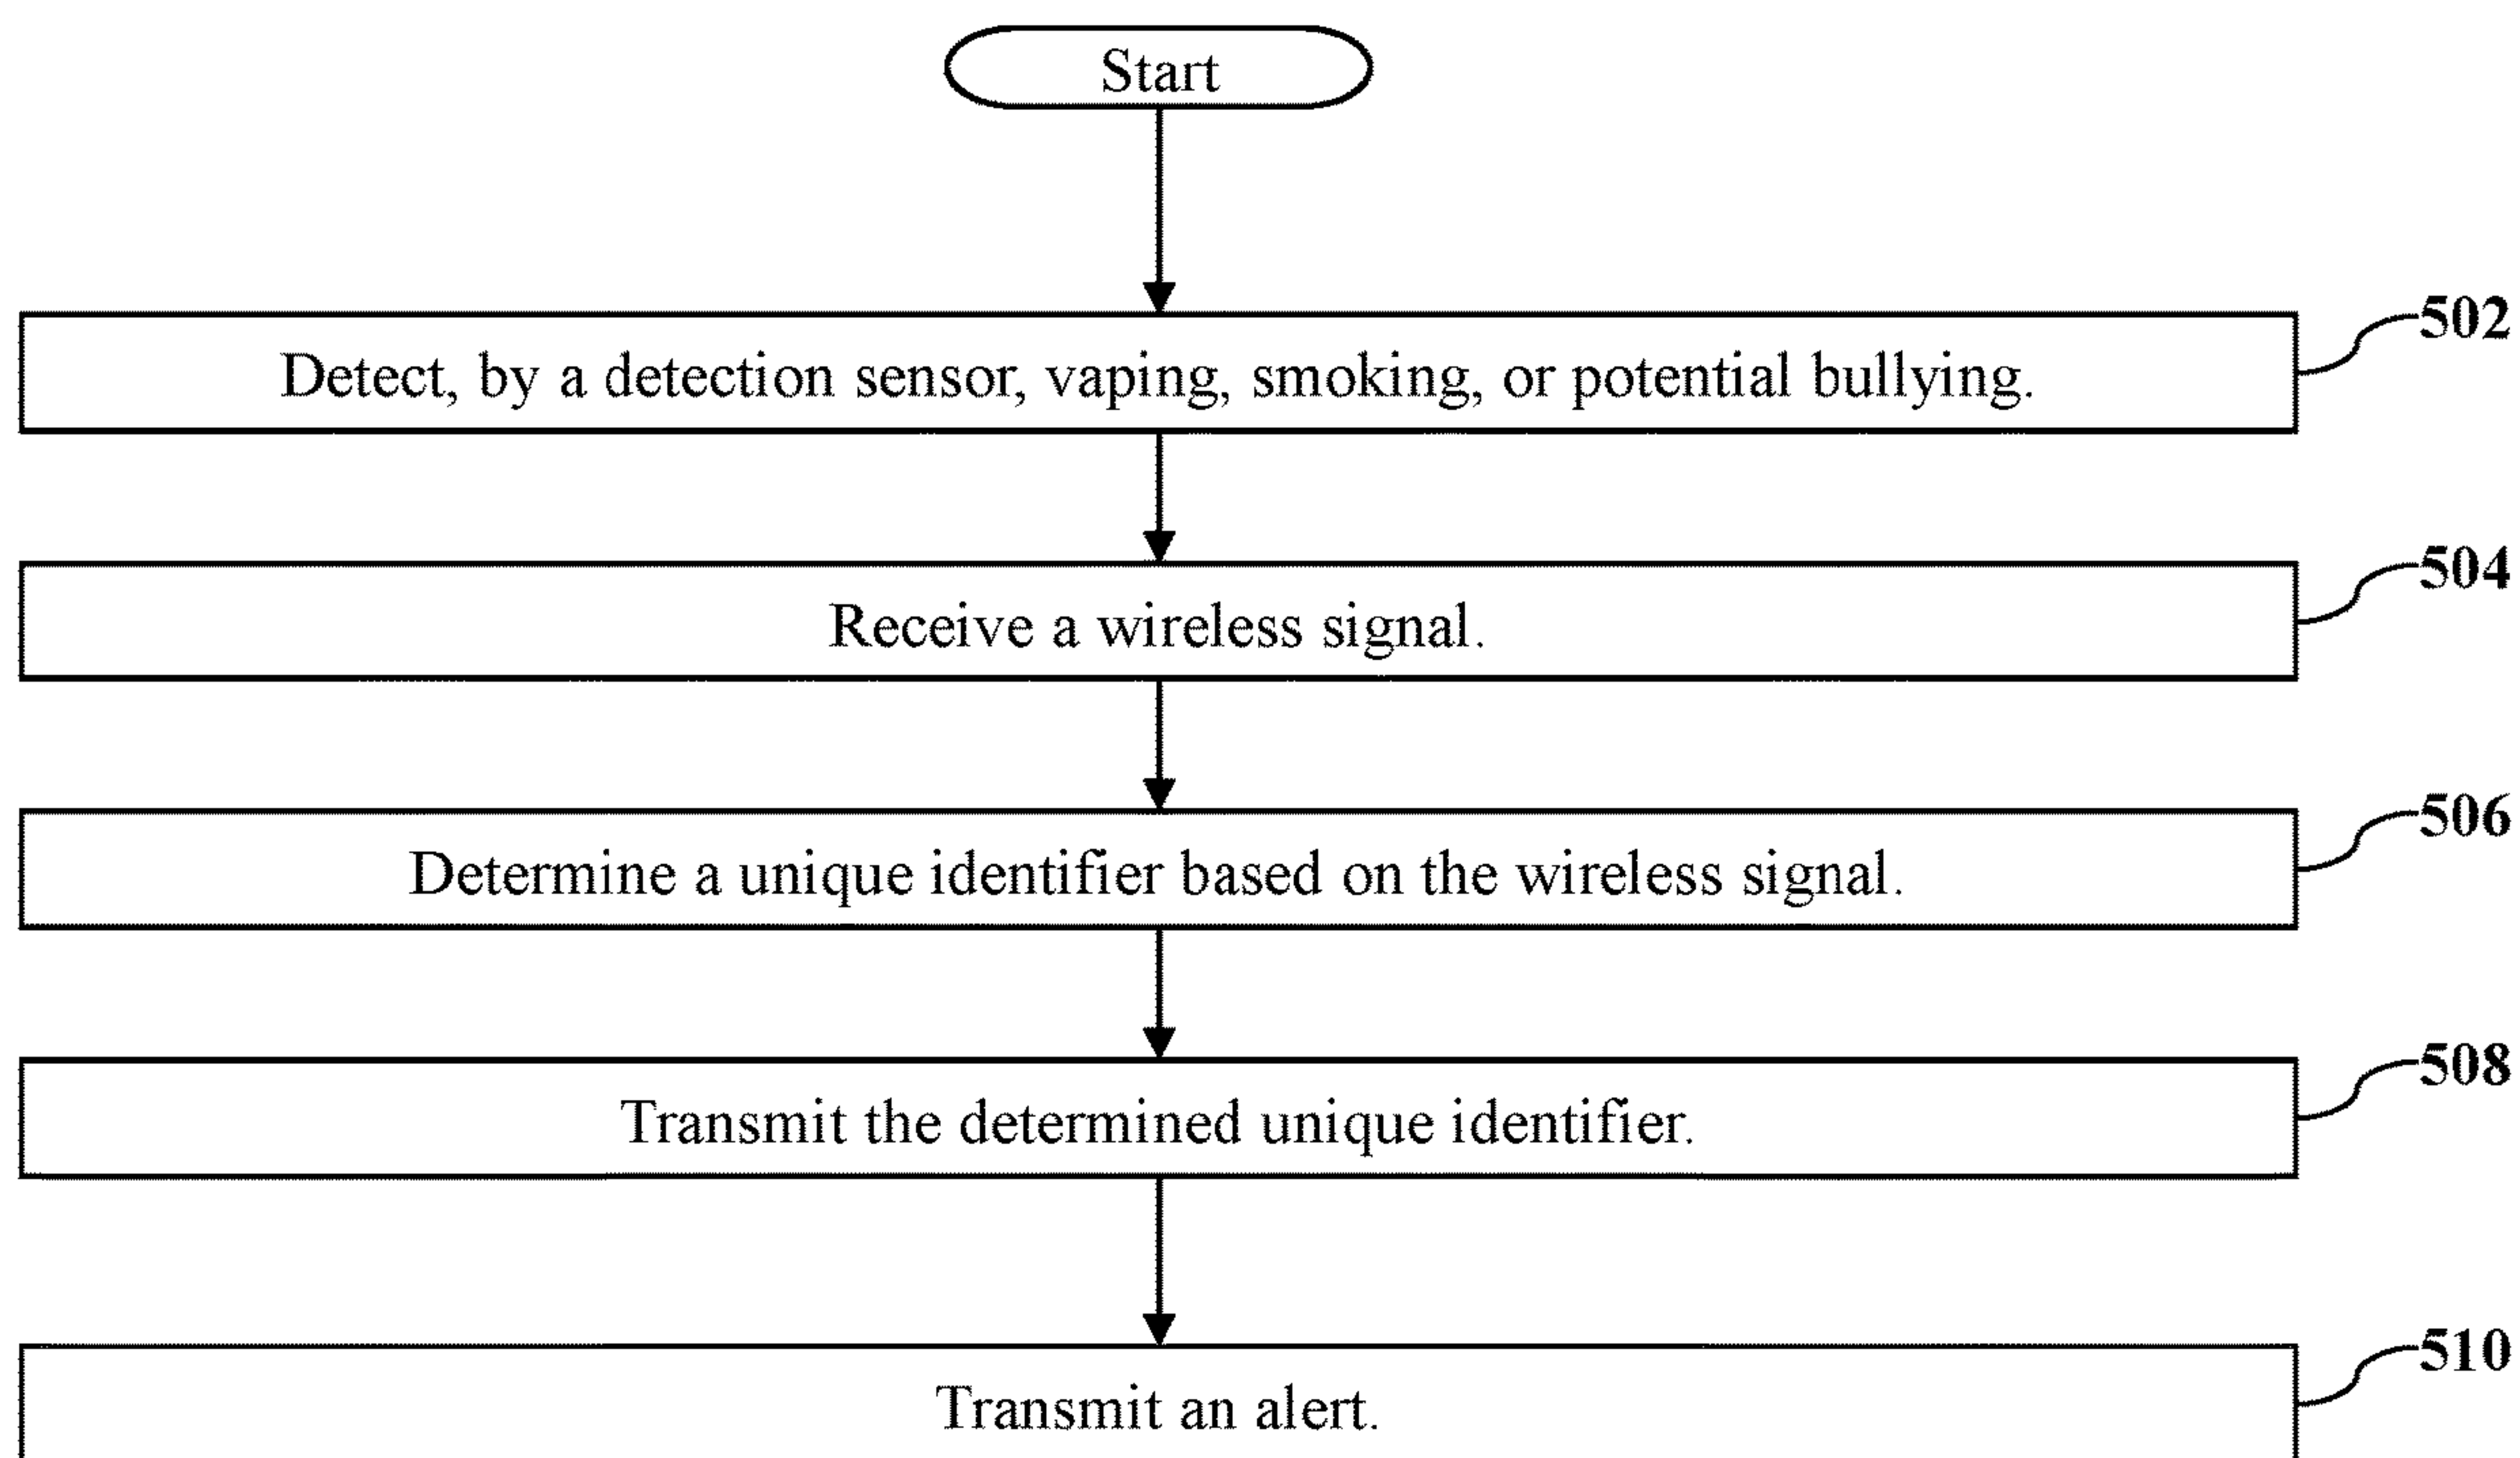 Start
502
Detect, by a detection sensor, vaping, smoking, or potential bullying.
504
Receive a wireless signal.
506
Determine a unique identifier based on the wireless signal.
508
Transmit the determined unique identifier.
510
Transmit an alert.